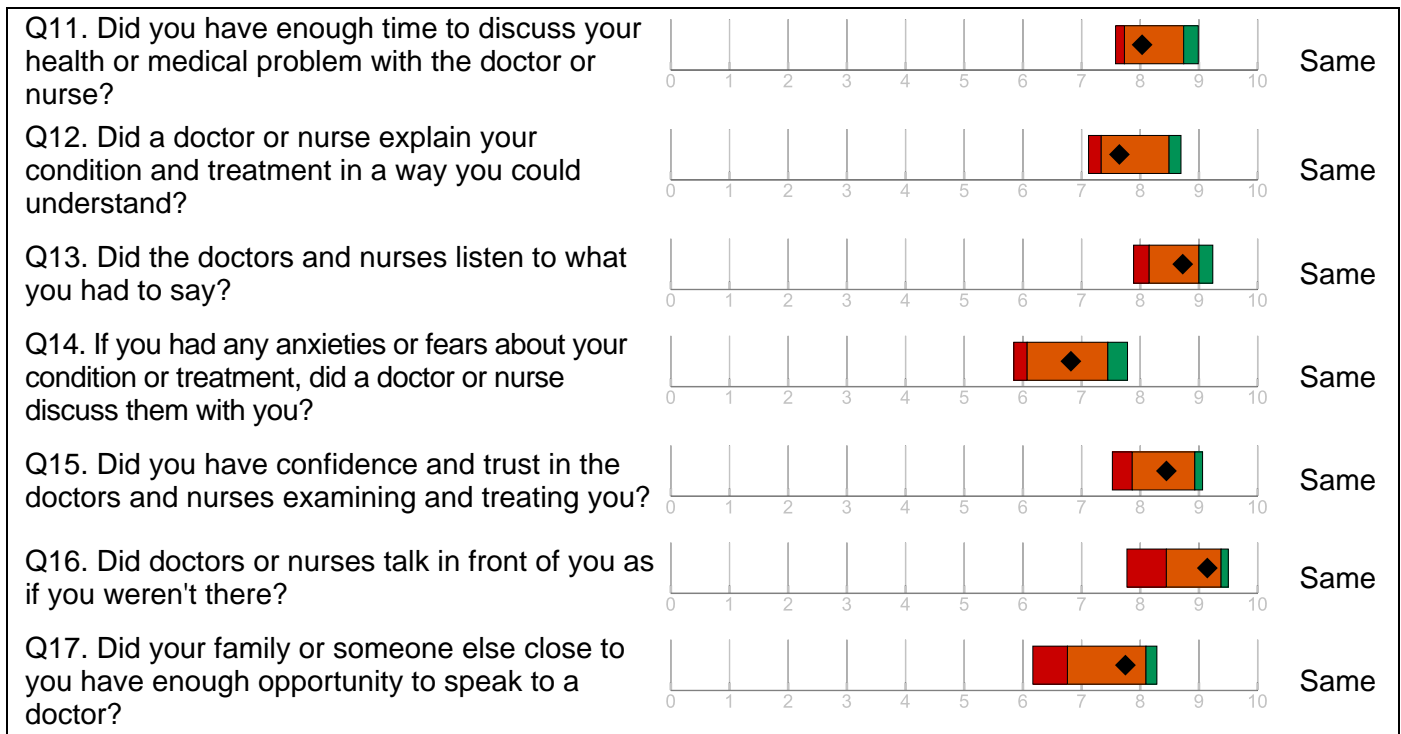 Q11. Did you have enough time to discuss your
health or medical problem with the doctor or
nurse?
0 1 2 3 4 5 6 7 8 9 10
Same
Q12. Did a doctor or nurse explain your
condition and treatment in a way you could
understand?
0 1 2 3 4 5 6 7 8 9 10
Same
Q13. Did the doctors and nurses listen to what
you had to say?
0 1 2 3 4 5 6 7 8 9 10
Same
Q14. If you had any anxieties or fears about your
condition or treatment, did a doctor or nurse
discuss them with you?
0 1 2 3 4 5 6 7 8 9 10
Same
Q15. Did you have confidence and trust in the
doctors and nurses examining and treating you?
0 1 2 3 4 5 6 7 8 9 10
Same
Q16. Did doctors or nurses talk in front of you as
if you weren't there?
0 1 2 3 4 5 6 7 8 9 10
Same
Q17. Did your family or someone else close to
you have enough opportunity to speak to a
doctor?
0 1 2 3 4 5 6 7 8 9 10
Same